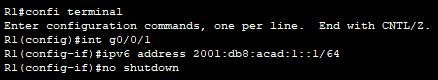 R1#confi terminal
Enter configuration commands, one per line.  End with CNTL/Z.
R1(config)#int g0/0/1
R1(config-if)#ipv6 address 2001:db8:acad:1::1/64
R1(config-if)#no shutdown